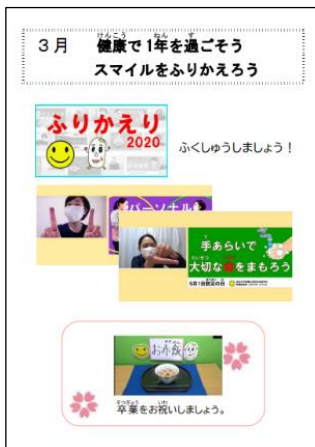 3月 健康で1年を過ごそう
スマイルをふりかえろう
ふりかえり
2020
ふくしゅうしましょう！
パーソナル
手あらいで
大切な命をまもろう
お赤飯
卒業をお祝いしましょう。